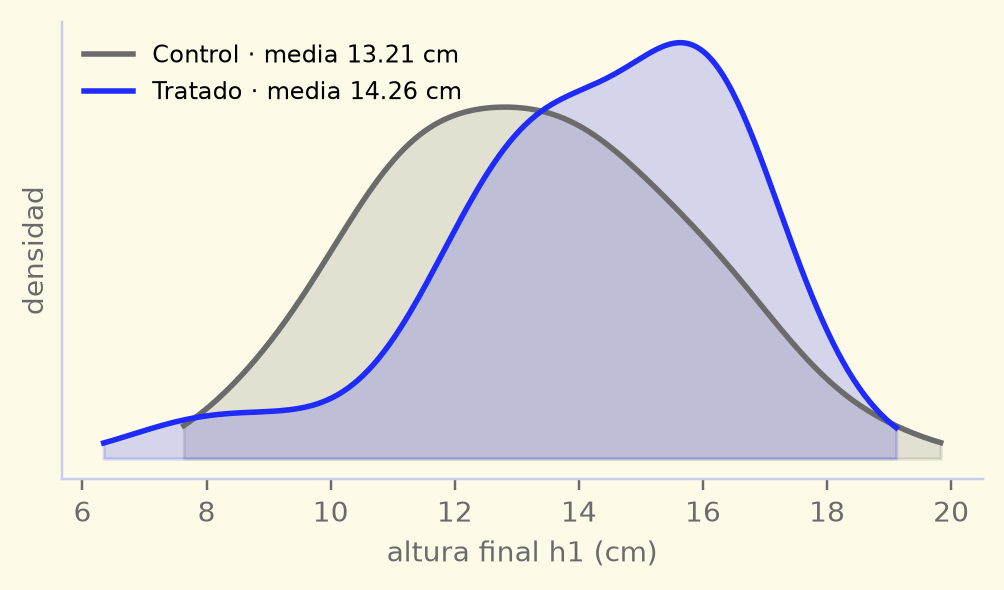 Control · media 13.21 cm
Tratado · media 14.26 cm
densidad
6 8 10 12 14 16 18 20
altura final h1 (cm)